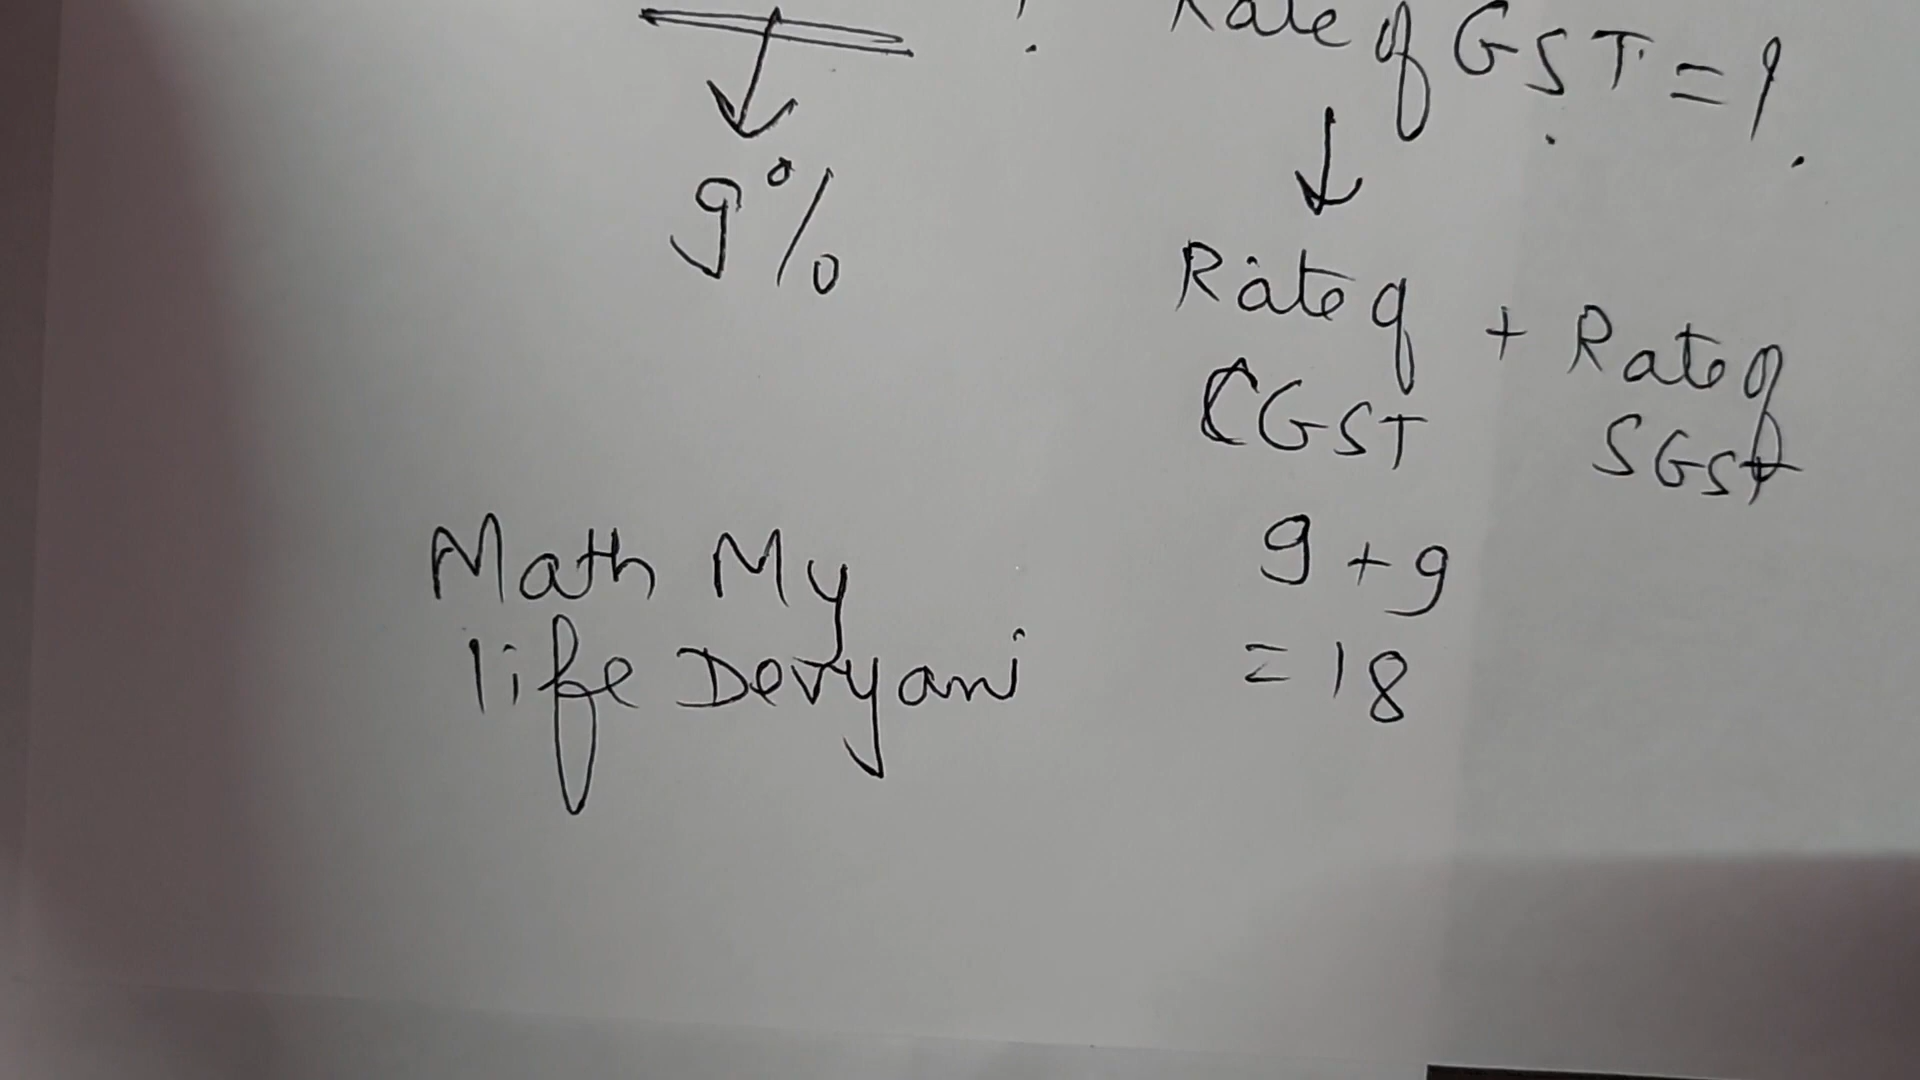 Rate of GST = ?
9%
Rate of + Rate of
CGST SGST
9 + 9
= 18
Math My
life Devyani